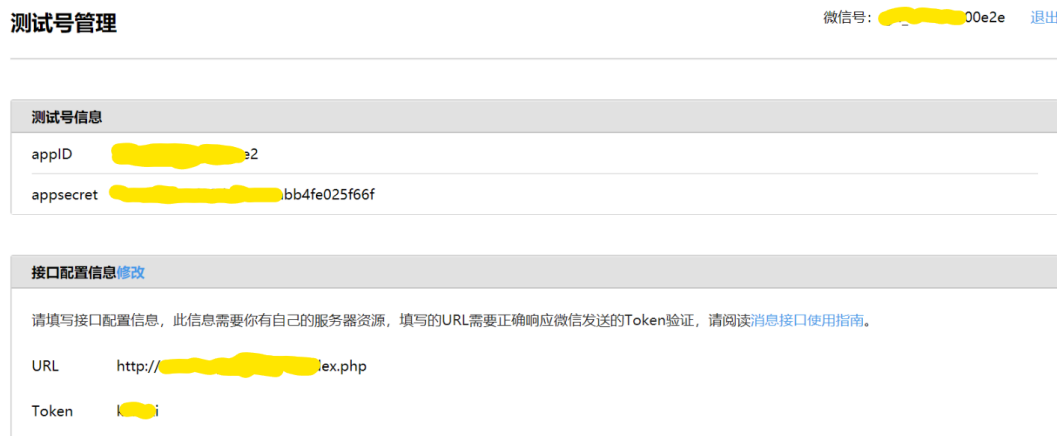 测试号管理
微信号: 00e2e 退出
测试号信息
appID e2
appsecret bb4fe025f66f
接口配置信息修改
请填写接口配置信息，此信息需要你有自己的服务器资源，填写的URL需要正确响应微信发送的Token验证，请阅读消息接口使用指南。
URL http:// ex.php
Token k i